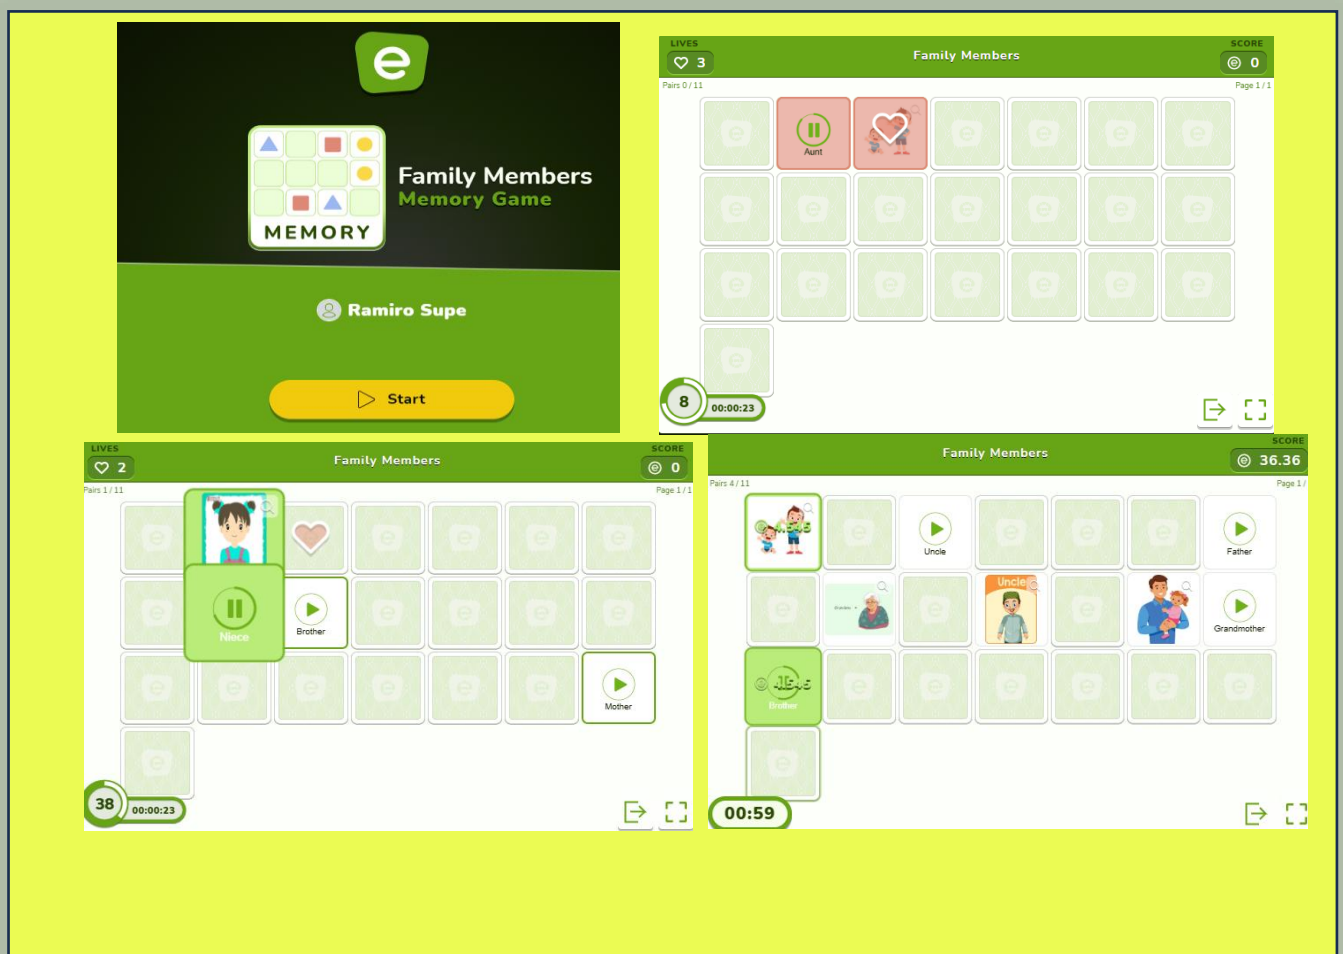 e
MEMORY
Family Members
Memory Game
Ramiro Supe
Start
LIVES
3
Family Members
SCORE
0
Pairs 0 / 11
Page 1 / 1
Aunt
8
00:00:23
LIVES
2
Family Members
SCORE
0
Pairs 1 / 11
Page 1 / 1
Niece
Brother
Mother
38
00:00:23
Family Members
SCORE
36.36
Pairs 4 / 11
Page 1 /
Uncle
Father
Uncle
Grandmother
Brother
00:59